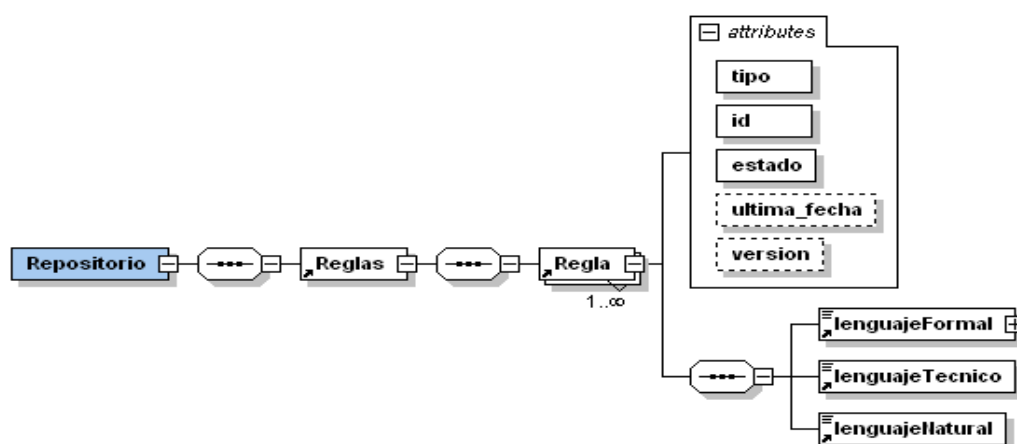 attributes
tipo
id
estado
ultima_fecha
version
Repositorio
Reglas
Regla
1..∞
lenguajeFormal
lenguajeTecnico
lenguajeNatural